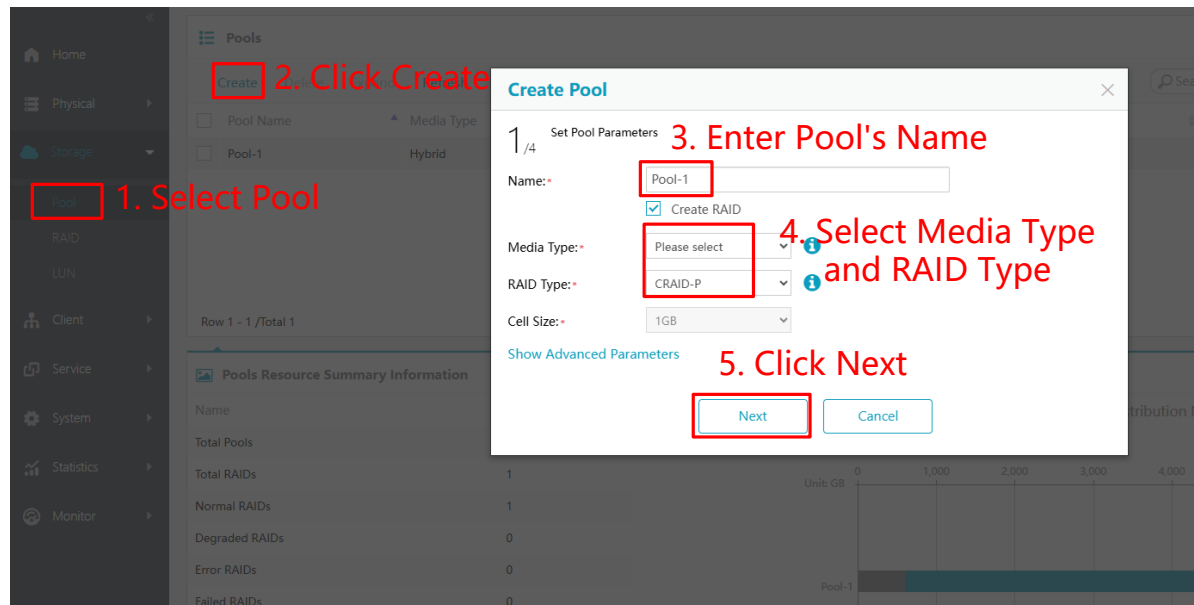 Home
Physical
Storage
Pool
RAID
LUN
Client
Service
System
Statistics
Monitor
1. Select Pool
Pools
Create
2. Click Create
Pool Name Media Type
Pool-1 Hybrid
Row 1 - 1 /Total 1
Create Pool
1/4 Set Pool Parameters
3. Enter Pool's Name
Name:* Pool-1
Create RAID
4. Select Media Type
and RAID Type
Media Type:* Please select
RAID Type:* CRAID-P
Cell Size:* 1GB
Show Advanced Parameters
5. Click Next
Next Cancel
Pools Resource Summary Information
Name
Total Pools
Total RAIDs 1
Normal RAIDs 1
Degraded RAIDs 0
Error RAIDs 0
Failed RAIDs 0
Unit: GB 0 1,000 2,000 3,000 4,000
Pool-1